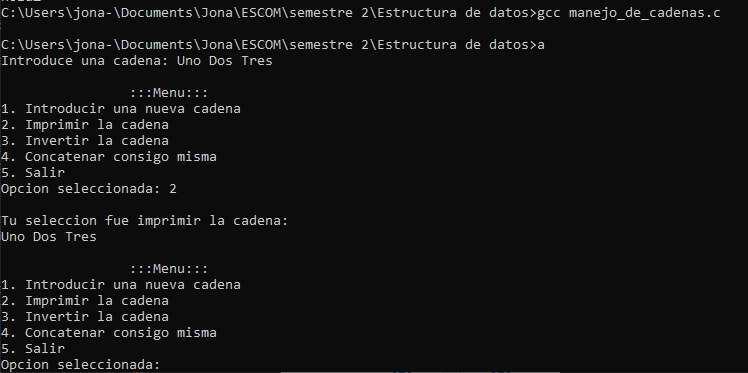 C:\Users\jona-\Documents\Jona\ESCOM\semestre 2\Estructura de datos>gcc manejo_de_cadenas.c
C:\Users\jona-\Documents\Jona\ESCOM\semestre 2\Estructura de datos>a
Introduce una cadena: Uno Dos Tres
:::Menu:::
1. Introducir una nueva cadena
2. Imprimir la cadena
3. Invertir la cadena
4. Concatenar consigo misma
5. Salir
Opcion seleccionada: 2
Tu seleccion fue imprimir la cadena:
Uno Dos Tres
:::Menu:::
1. Introducir una nueva cadena
2. Imprimir la cadena
3. Invertir la cadena
4. Concatenar consigo misma
5. Salir
Opcion seleccionada: